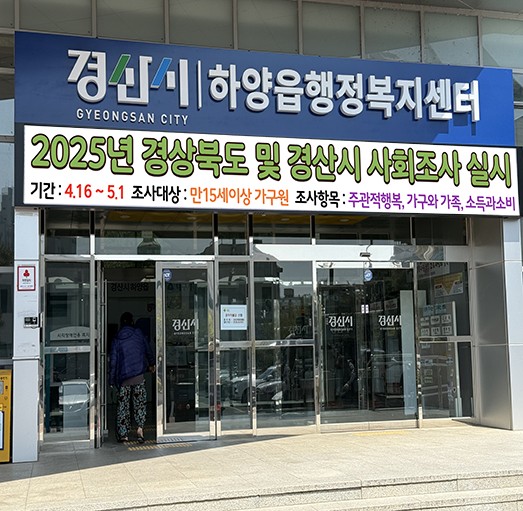 경산시 | 하양읍행정복지센터
GYEONGSAN CITY
2025년 경상북도 및 경산시 사회조사 실시
기간 : 4.16 ~ 5.1 조사대상 : 만15세이상 가구원 조사항목 : 주관적행복, 가구와 가족, 소득과소비
경산시
GYEONGSAN CITY
경산시
GYEONGSAN CITY